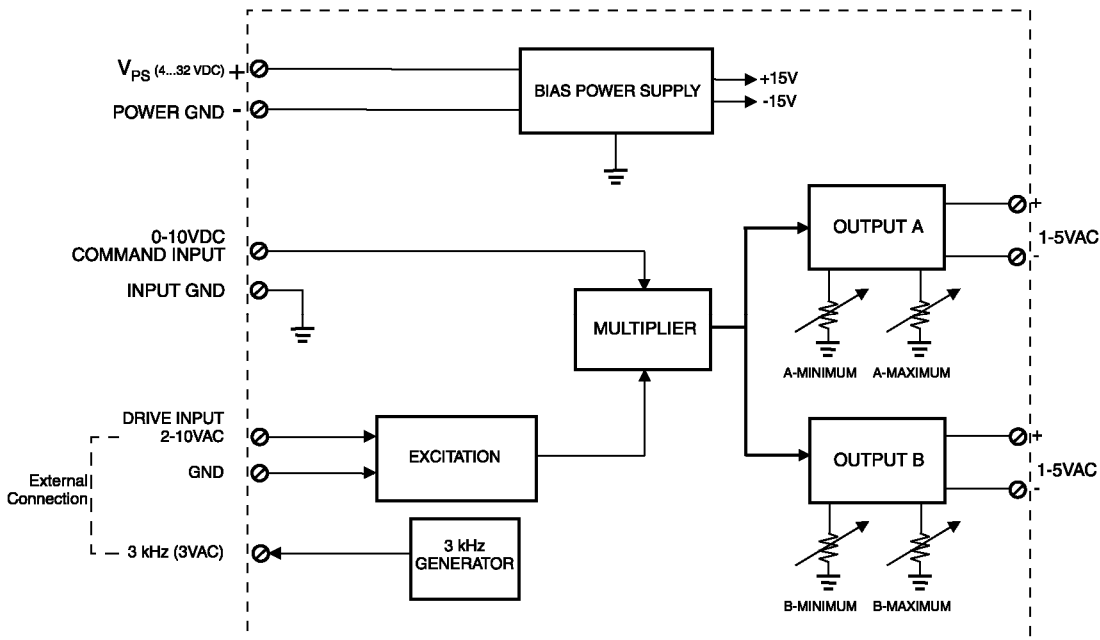 VPS (4...32 VDC) +
POWER GND -
BIAS POWER SUPPLY
+15V
-15V
0-10VDC
COMMAND INPUT
INPUT GND
MULTIPLIER
OUTPUT A
+
1-5VAC
-
A-MINIMUM A-MAXIMUM
DRIVE INPUT
2-10VAC
GND
External
Connection
EXCITATION
3 kHz (3VAC)
3 kHz
GENERATOR
OUTPUT B
+
1-5VAC
-
B-MINIMUM B-MAXIMUM